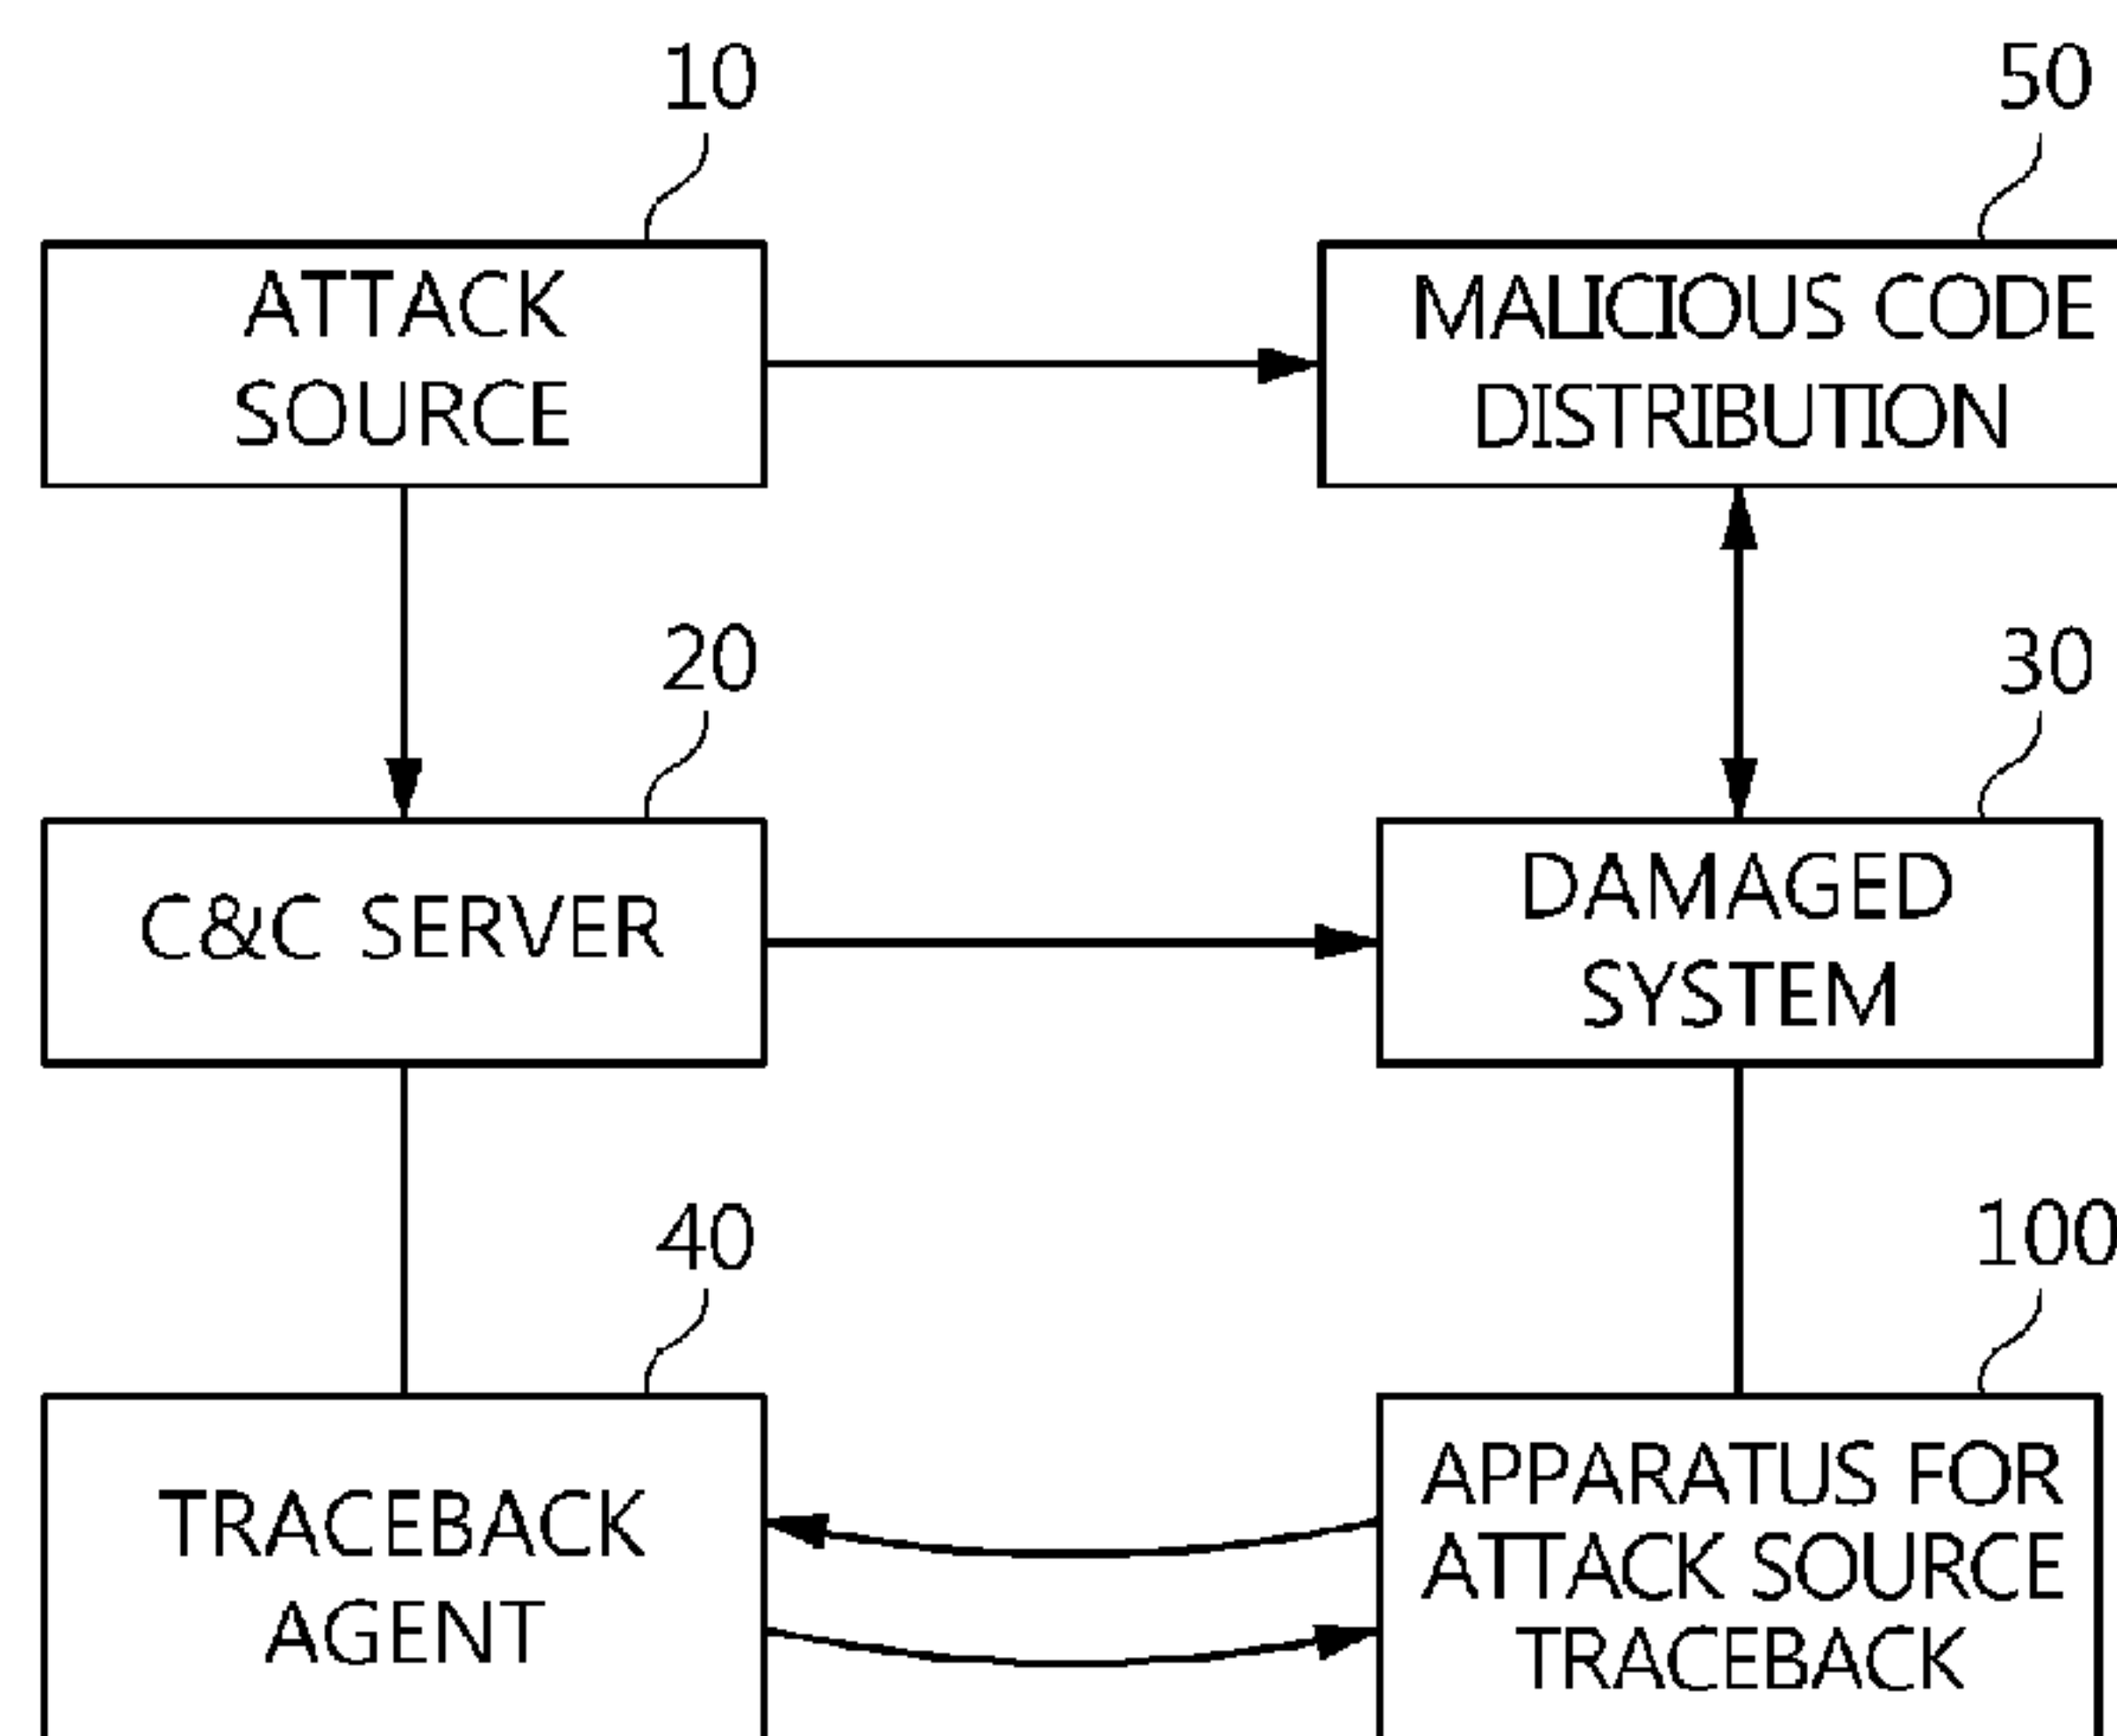 10
50
ATTACK
SOURCE
MALICIOUS CODE
DISTRIBUTION
20
30
C&C SERVER
DAMAGED
SYSTEM
40
100
TRACEBACK
AGENT
APPARATUS FOR
ATTACK SOURCE
TRACEBACK